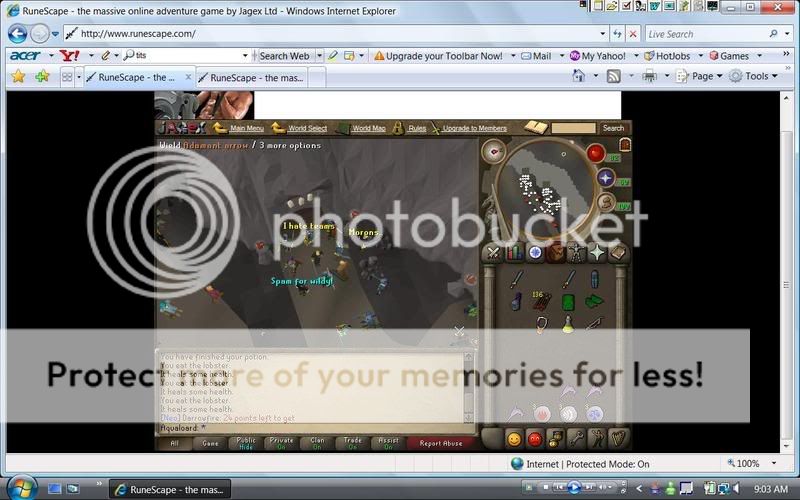 RuneScape - the massive online adventure game by Jagex Ltd - Windows Internet Explorer
http://www.runescape.com/
Live Search
acer
Y!
tits
Search Web
Upgrade your Toolbar Now!
Mail
My Yahoo!
HotJobs
Games
RuneScape - the ...
RuneScape - the mas...
Page
Tools
JAGEX
Main Menu
World Select
World Map
Rules
Upgrade to Members
Search
Wield Adamant arrow / 3 more options
I hate teams
Morons
Spam for wildy!
136
photobucket
Protect more of your memories for less!
You have finished your potion.
You eat the lobster.
It heals some health.
You eat the lobster.
It heals some health.
You eat the lobster.
It heals some health.
[Neo] Darrowfire: 24 points left to get
Aqualoard: *
All
Game
Public
Hide
Private
On
Clan
On
Trade
On
Assist
On
Report Abuse
Internet | Protected Mode: On
100%
RuneScape - the mas...
9:03 AM